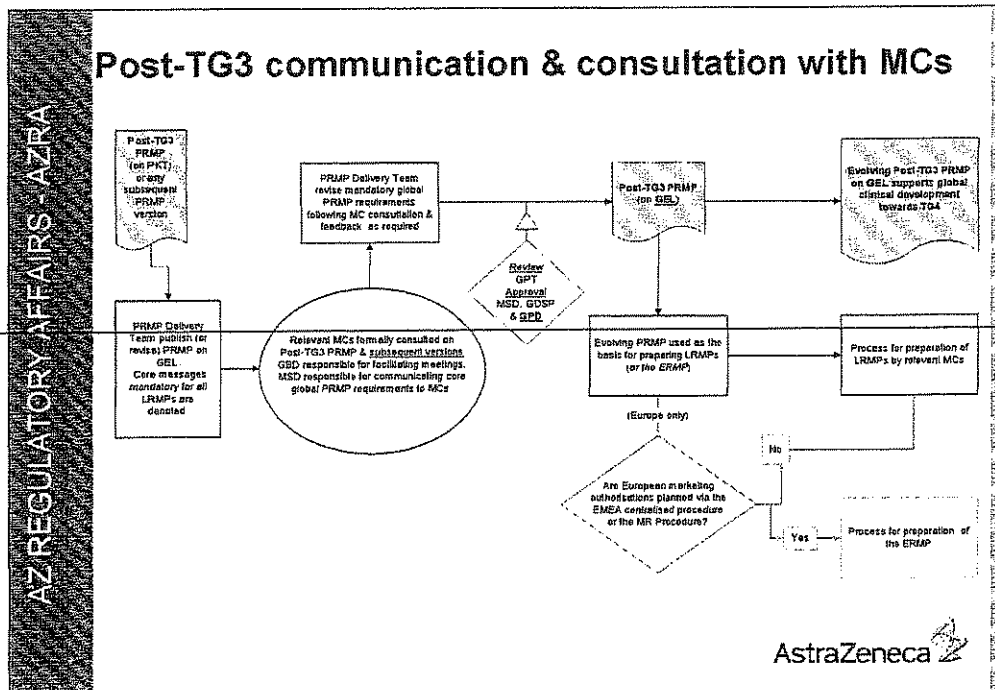 Post-TG3 communication & consultation with MCs
AZ REGULATORY AFFAIRS - AZRA
Post-TG3
PRMP
(on PKT)
or any
subsequent
PRMP
version
PRMP Delivery Team
revise mandatory global
PRMP requirements
following MC consultation &
feedback as required
Post-TG3 PRMP
(on GEL)
Evolving Post-TG3 PRMP
on GEL supports global
clinical development
towards TG4
Review
GPT
Approval
MSD, GDSP
& GPD
PRMP Delivery
Team publish (or
revise) PRMP on
GEL.
Core messages
mandatory for all
LRMPs are
denoted
Relevant MCs formally consulted on
Post-TG3 PRMP & subsequent versions.
GBD responsible for facilitating meetings.
MSD responsible for communicating core
global PRMP requirements to MCs
Evolving PRMP used as the
basis for preparing LRMPs
(or the ERMP)
Process for preparation of
LRMPs by relevant MCs
(Europe only)
No
Are European marketing
authorisations planned via the
EMEA centralised procedure
or the MR Procedure?
Yes
Process for preparation of
the ERMP
AstraZeneca